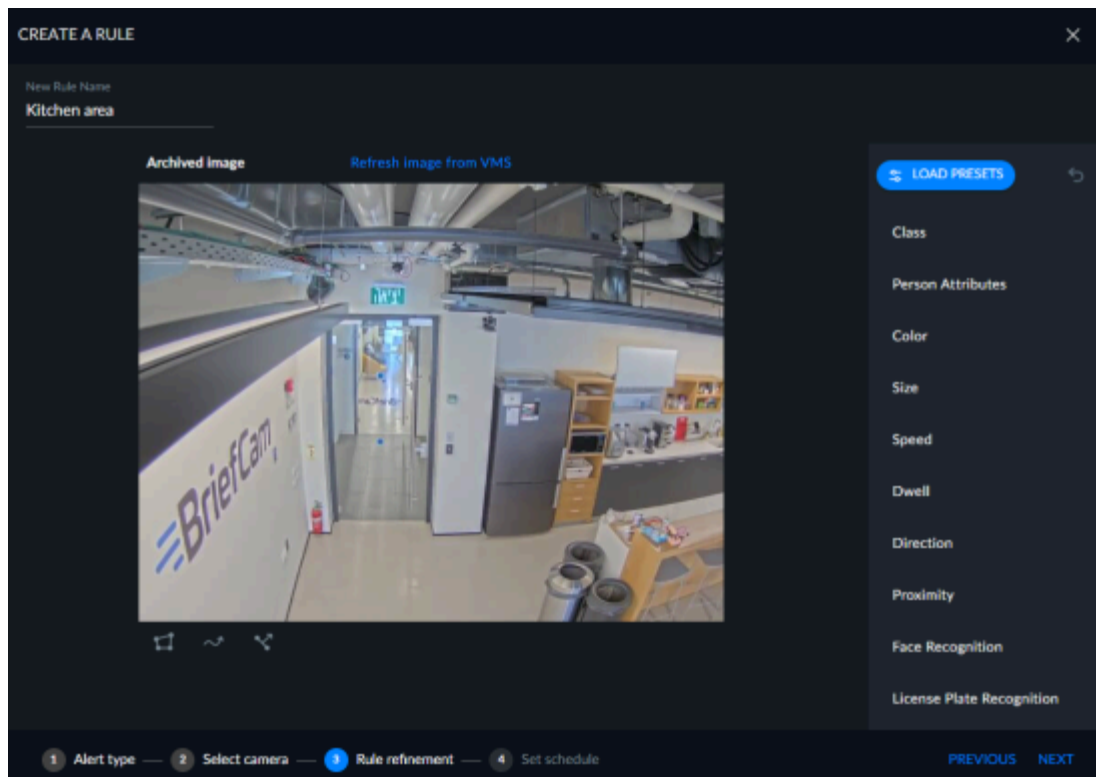 CREATE A RULE
New Rule Name
Kitchen area
Archived image
Refresh image from VMS
LOAD PRESETS
Class
Person Attributes
Color
Size
Speed
Dwell
Direction
Proximity
Face Recognition
License Plate Recognition
יציאה
BriefCam
1 Alert type
2 Select camera
3 Rule refinement
4 Set schedule
PREVIOUS
NEXT